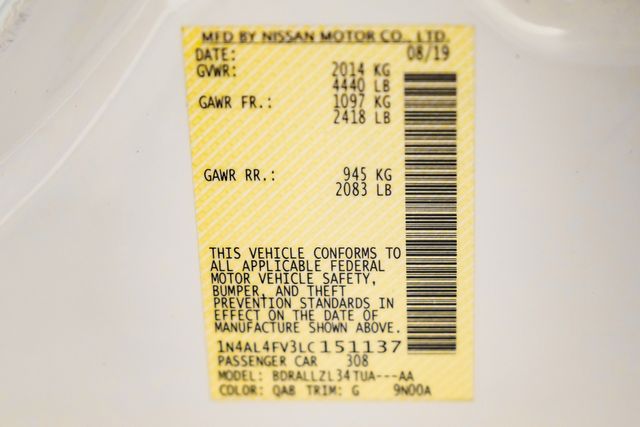 MFD BY NISSAN MOTOR CO., LTD.
DATE: 08/19
GVWR: 2014 KG
4440 LB
GAWR FR.: 1097 KG
2418 LB
GAWR RR.: 945 KG
2083 LB
THIS VEHICLE CONFORMS TO
ALL APPLICABLE FEDERAL
MOTOR VEHICLE SAFETY,
BUMPER, AND THEFT
PREVENTION STANDARDS IN
EFFECT ON THE DATE OF
MANUFACTURE SHOWN ABOVE.
1N4AL4FV3LC151137
PASSENGER CAR 308
MODEL: BDRALLZL34TUA---AA
COLOR: QAB TRIM: G 9N00A